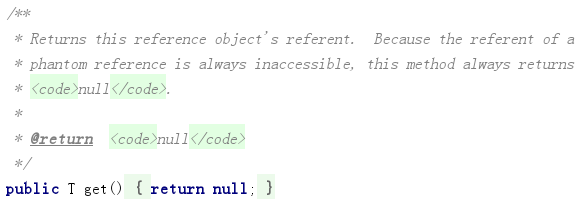 /**
 * Returns this reference object's referent.  Because the referent of a
 * phantom reference is always inaccessible, this method always returns
 * <code>null</code>.
 *
 * @return  <code>null</code>
 */
public T get() { return null; }